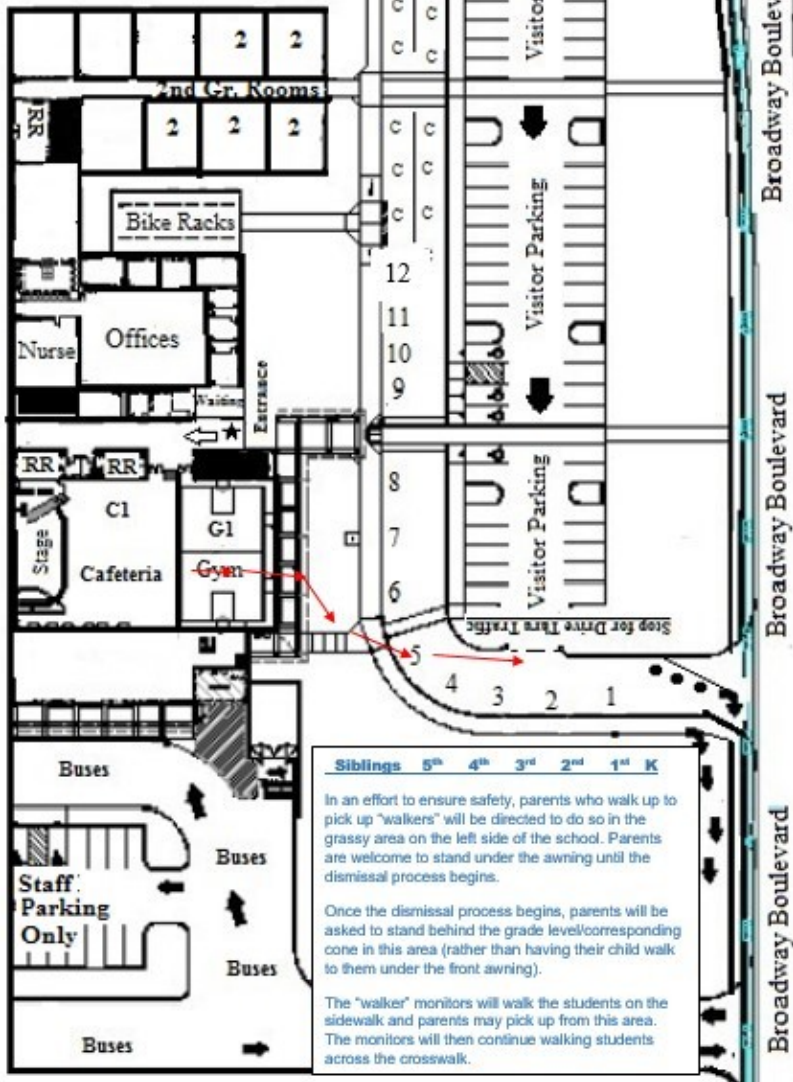 C
C C
Visitor
Broadway Boulev
2 2
2nd Gr. Rooms
RR
2 2 2
C C
C C
C C
Bike Racks
12
11
10
9
Visitor Parking
Broadway Boulevard
Nurse
Offices
Waiting
Entrance
RR RR
C1
Stage
Cafeteria
G1
Gym
8
7
6
5
4
3
2
1
Visitor Parking
Stop for Drive Thru Traffic
Buses
Buses
Staff
Parking
Only
Buses
Buses
Siblings 5th 4th 3rd 2nd 1st K
In an effort to ensure safety, parents who walk up to
pick up “walkers” will be directed to do so in the
grassy area on the left side of the school. Parents
are welcome to stand under the awning until the
dismissal process begins.
Once the dismissal process begins, parents will be
asked to stand behind the grade level/corresponding
cone in this area (rather than having their child walk
to them under the front awning).
The “walker” monitors will walk the students on the
sidewalk and parents may pick up from this area.
The monitors will then continue walking students
across the crosswalk.
Broadway Boulevard